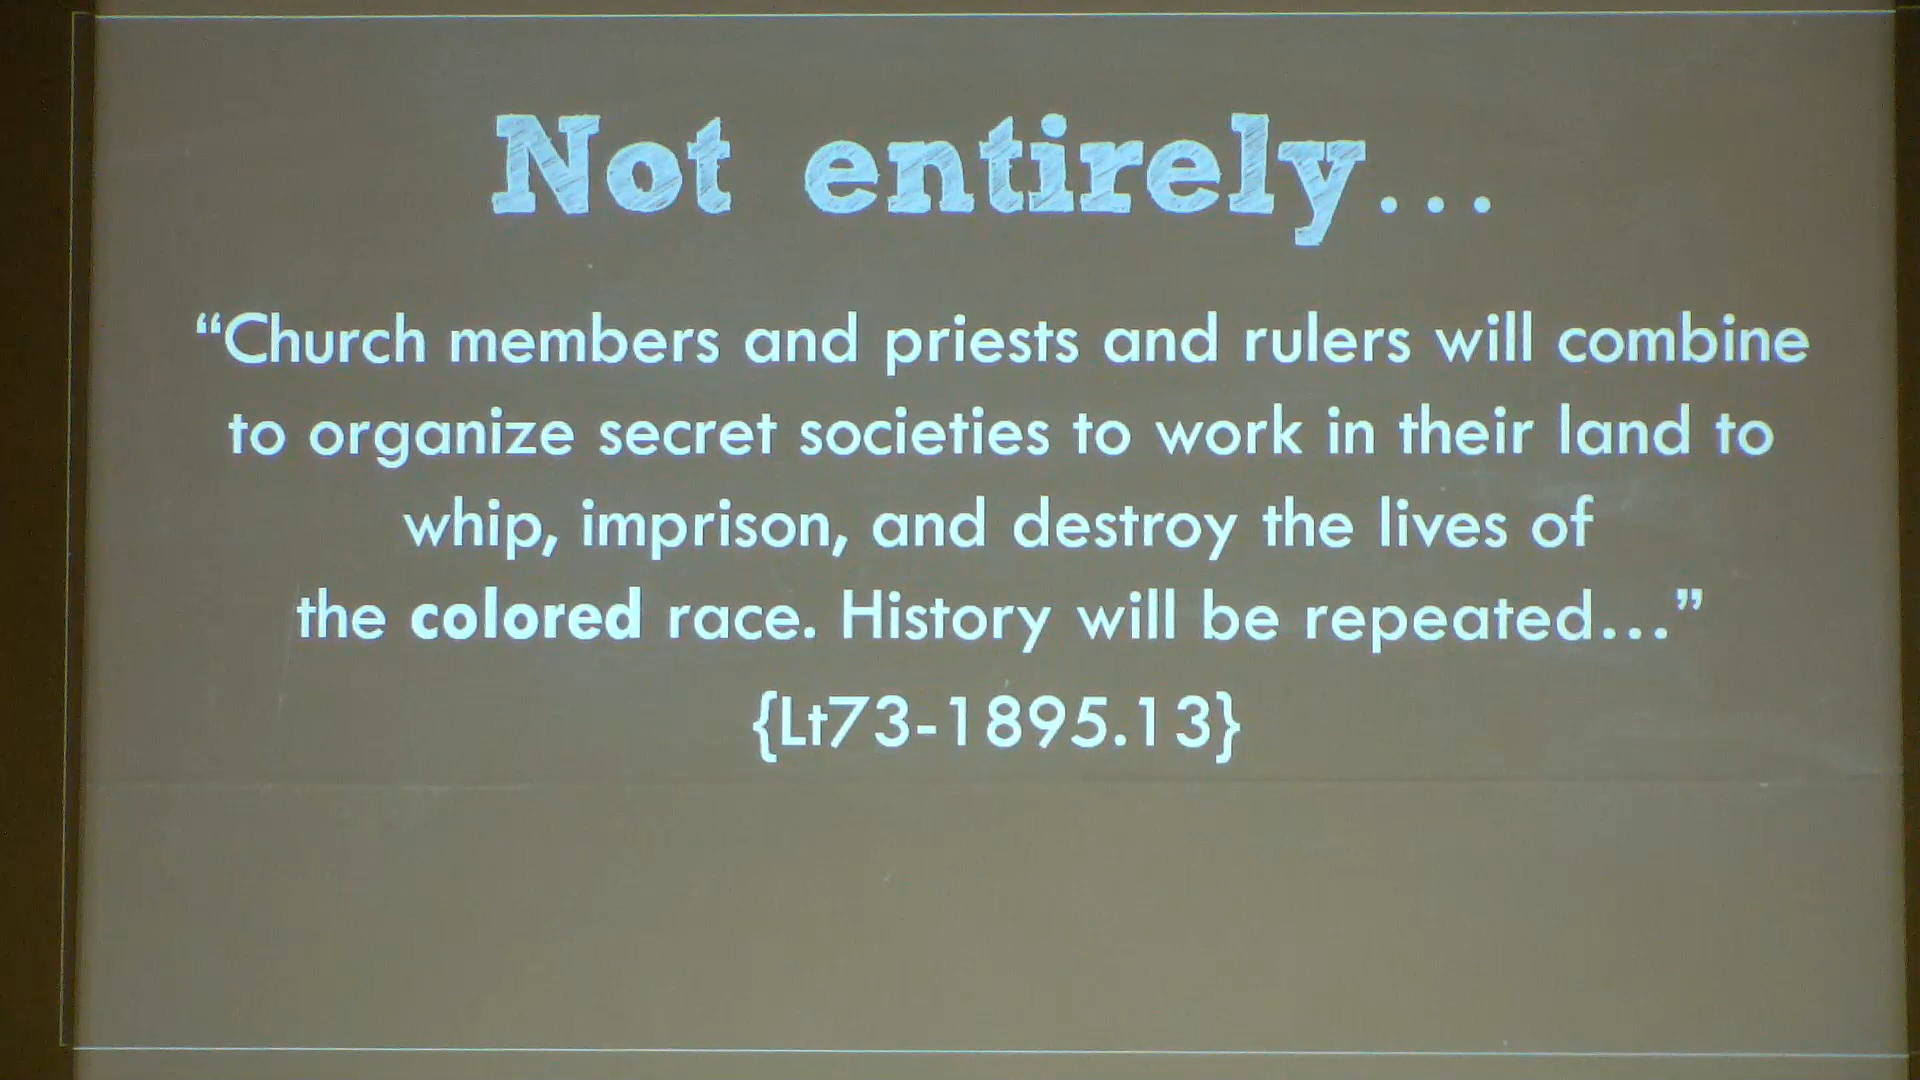 Not entirely...
“Church members and priests and rulers will combine
to organize secret societies to work in their land to
whip, imprison, and destroy the lives of
the colored race. History will be repeated...”
{Lt73-1895.13}